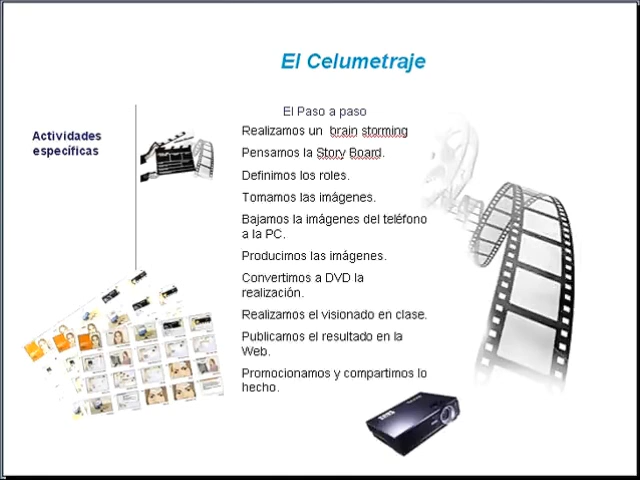 El Celumetraje
Actividades
específicas
El Paso a paso
Realizamos un brain storming
Pensamos la Story Board.
Definimos los roles.
Tomamos las imágenes.
Bajamos la imágenes del teléfono
a la PC.
Producimos las imágenes.
Convertimos a DVD la
realización.
Realizamos el visionado en clase.
Publicamos el resultado en la
Web.
Promocionamos y compartimos lo
hecho.